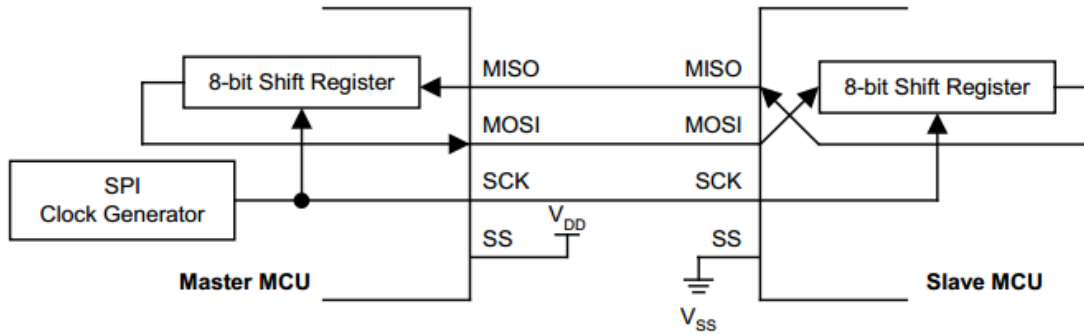 MISO MISO
8-bit Shift Register 8-bit Shift Register
MOSI MOSI
SPI
Clock Generator
SCK SCK
VDD
SS SS
Master MCU Slave MCU
VSS